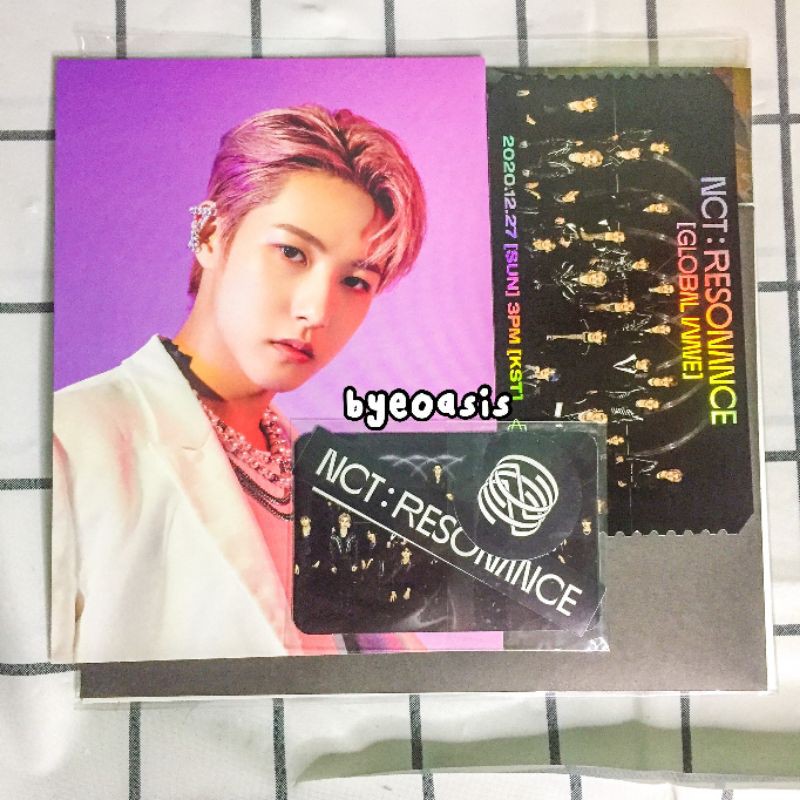 NCT : RESONANCE
[GLOBAL WAVE]
2020.12.27 [SUN] 3PM [KST]
byeoasis
NCT : RESONANCE